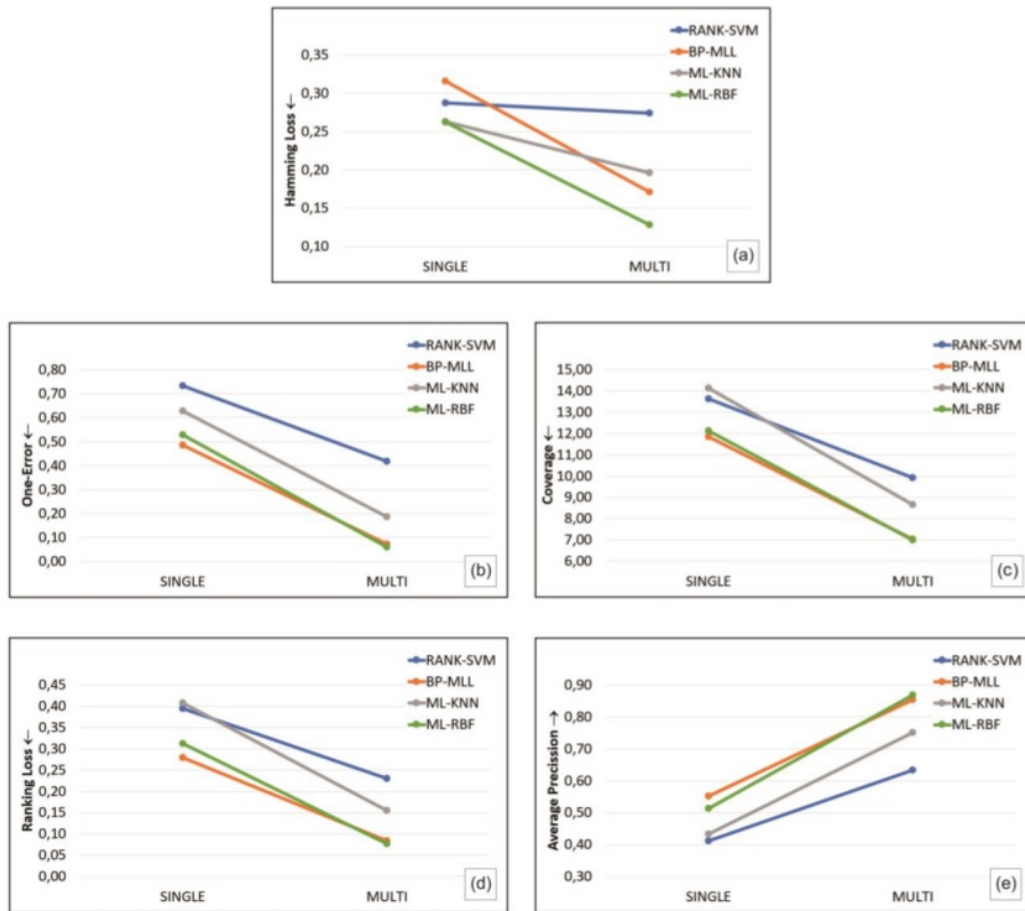 RANK-SVM
BP-MLL
ML-KNN
ML-RBF
Hamming Loss ←
0,35
0,30
0,25
0,20
0,15
0,10
SINGLE MULTI
(a)
RANK-SVM
BP-MLL
ML-KNN
ML-RBF
One-Error ←
0,80
0,70
0,60
0,50
0,40
0,30
0,20
0,10
0,00
SINGLE MULTI
(b)
RANK-SVM
BP-MLL
ML-KNN
ML-RBF
Coverage ←
15,00
14,00
13,00
12,00
11,00
10,00
9,00
8,00
7,00
6,00
SINGLE MULTI
(c)
RANK-SVM
BP-MLL
ML-KNN
ML-RBF
Ranking Loss ←
0,45
0,40
0,35
0,30
0,25
0,20
0,15
0,10
0,05
0,00
SINGLE MULTI
(d)
RANK-SVM
BP-MLL
ML-KNN
ML-RBF
Average Precission →
0,90
0,80
0,70
0,60
0,50
0,40
0,30
SINGLE MULTI
(e)